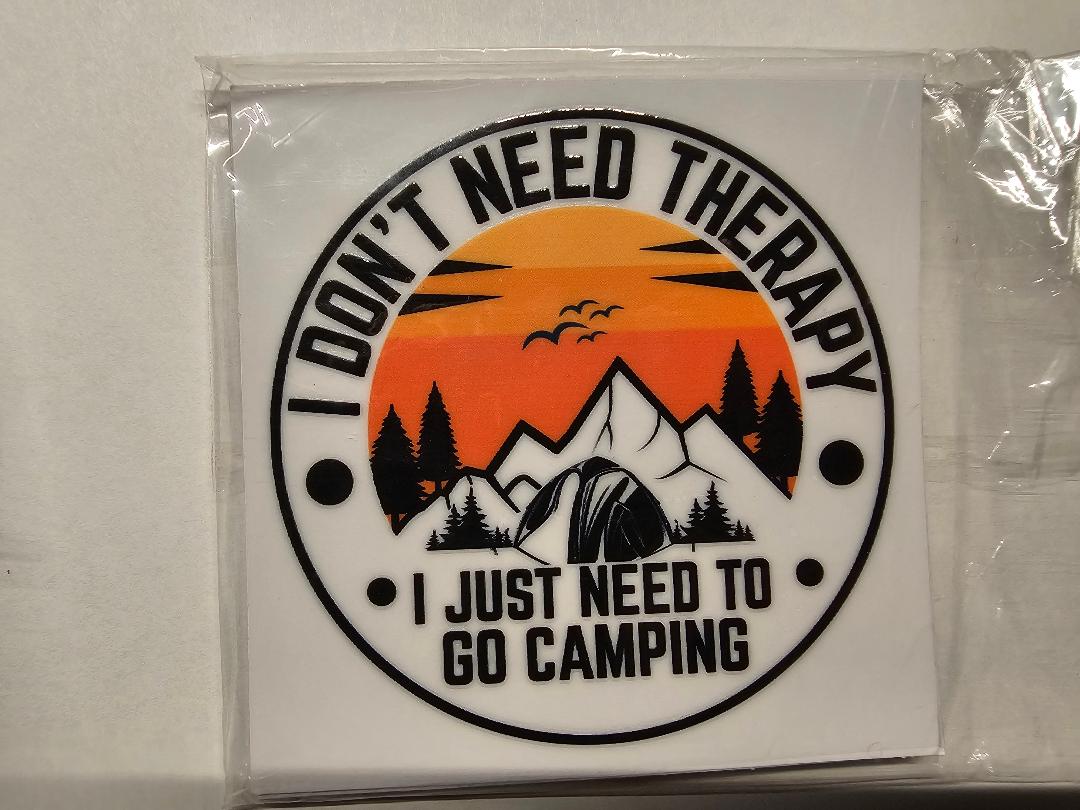 I DON'T NEED THERAPY
I JUST NEED TO
GO CAMPING